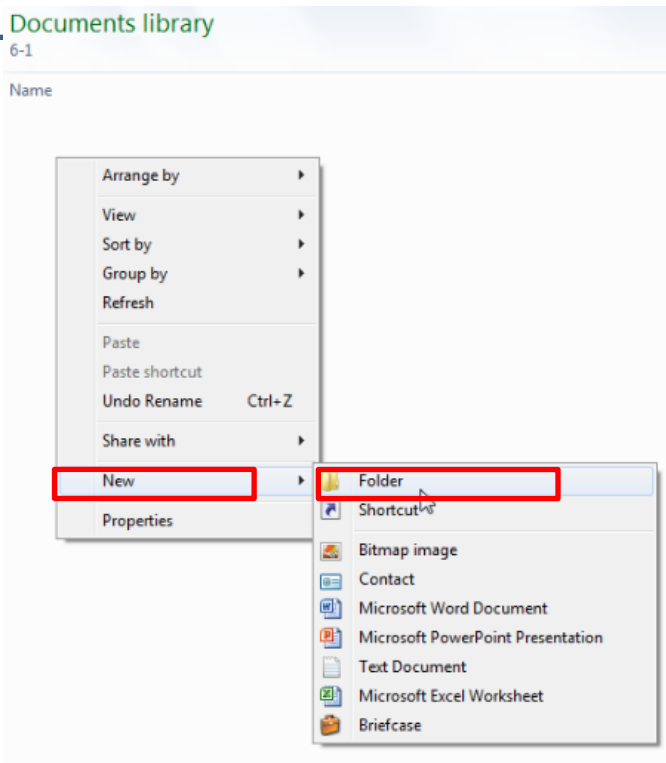 Documents library
6-1
Name
Arrange by
View
Sort by
Group by
Refresh
Paste
Paste shortcut
Undo Rename Ctrl+Z
Share with
New
Properties
Folder
Shortcut
Bitmap image
Contact
Microsoft Word Document
Microsoft PowerPoint Presentation
Text Document
Microsoft Excel Worksheet
Briefcase